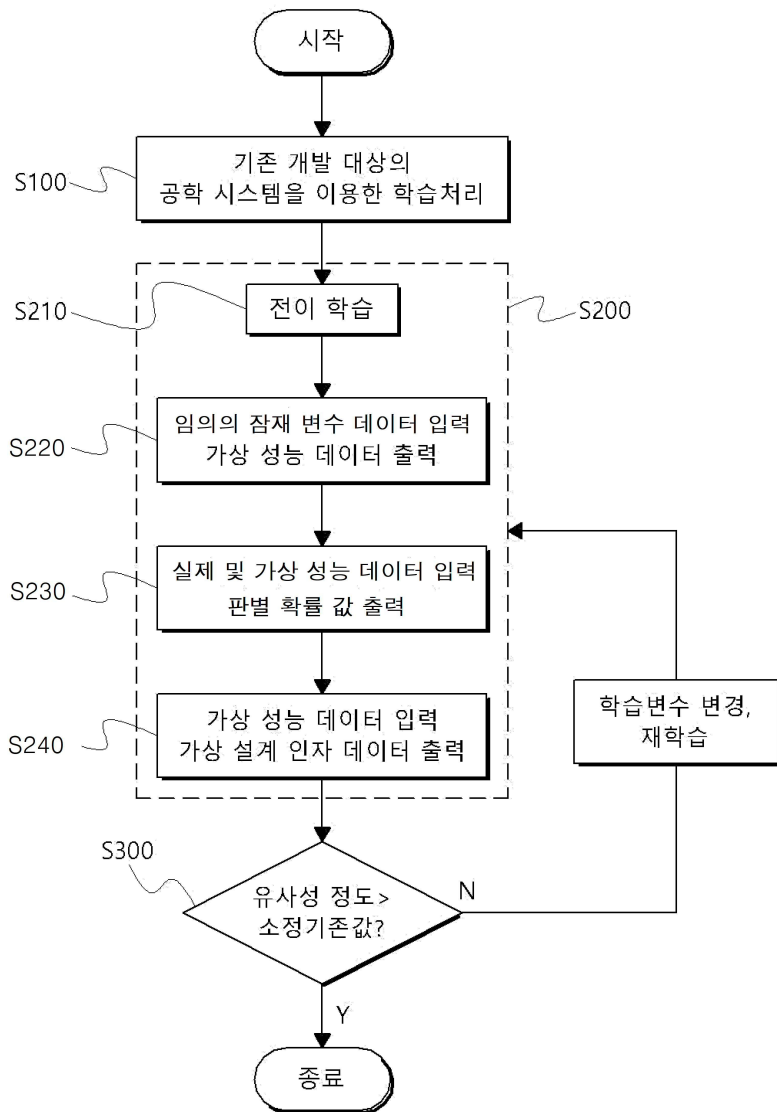 시작
S100
기존 개발 대상의
공학 시스템을 이용한 학습처리
S210
전이 학습
S200
S220
임의의 잠재 변수 데이터 입력
가상 성능 데이터 출력
S230
실제 및 가상 성능 데이터 입력
판별 확률 값 출력
S240
가상 성능 데이터 입력
가상 설계 인자 데이터 출력
학습변수 변경,
재학습
S300
유사성 정도>
소정기존값?
N
Y
종료